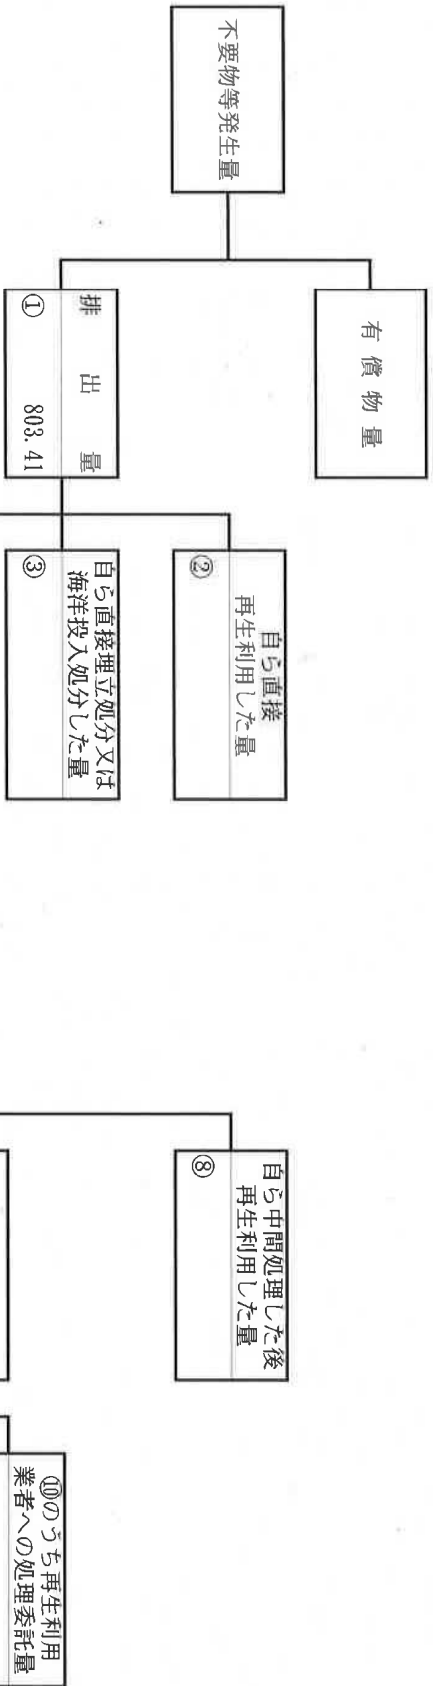 不要物等発生量
有償物量
排出量
① 803.41
自ら直接
再生利用した量
②
自ら直接埋立処分又は
海洋投入処分した量
③
自ら中間処理した後
再生利用した量
⑧
⑩のうち再生利用
業者への処理委託量